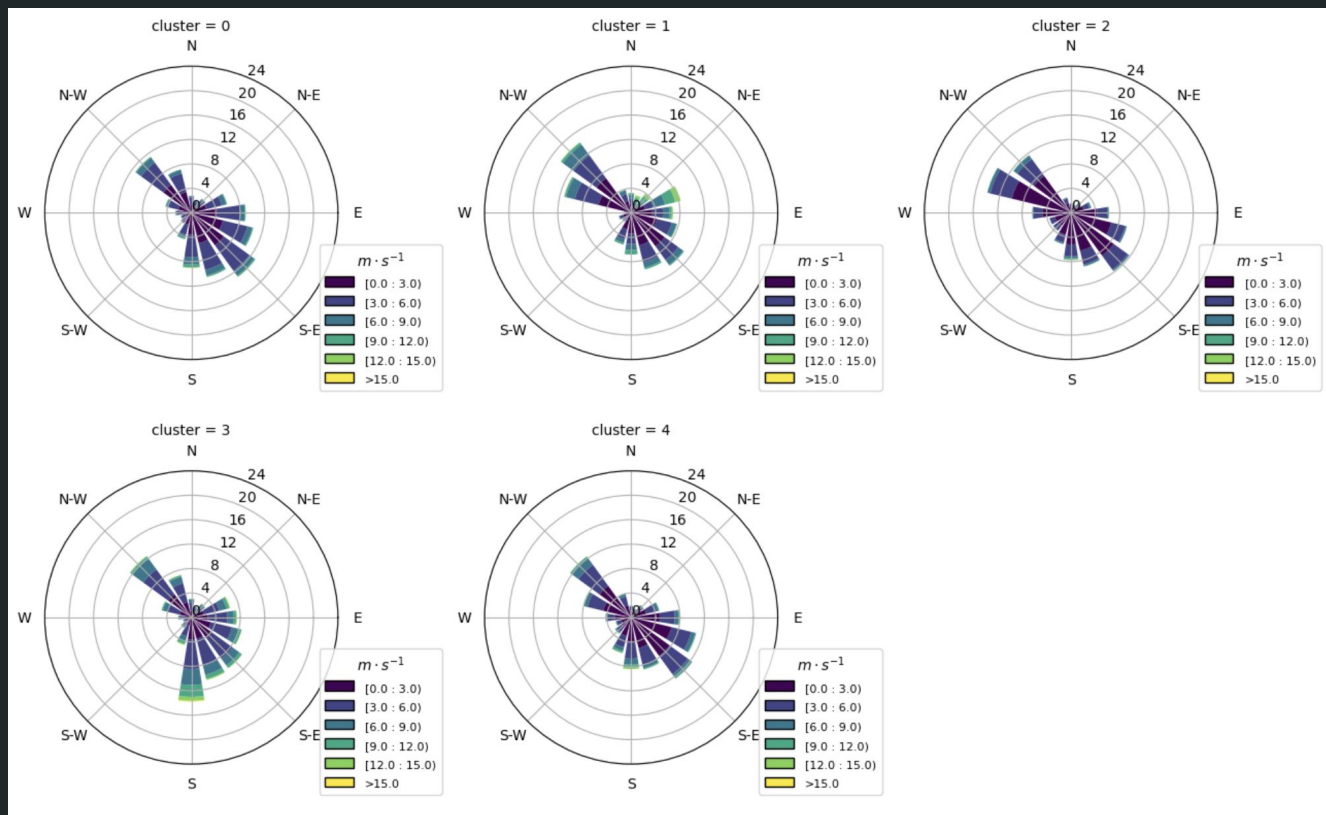 cluster = 0
N
N-W
N-E
W
E
S-W
S-E
S
24
20
16
12
8
4
0
m · s⁻¹
[0.0 : 3.0)
[3.0 : 6.0)
[6.0 : 9.0)
[9.0 : 12.0)
[12.0 : 15.0)
>15.0
cluster = 1
N
N-W
N-E
W
E
S-W
S-E
S
24
20
16
12
8
4
0
m · s⁻¹
[0.0 : 3.0)
[3.0 : 6.0)
[6.0 : 9.0)
[9.0 : 12.0)
[12.0 : 15.0)
>15.0
cluster = 2
N
N-W
N-E
W
E
S-W
S-E
S
24
20
16
12
8
4
0
m · s⁻¹
[0.0 : 3.0)
[3.0 : 6.0)
[6.0 : 9.0)
[9.0 : 12.0)
[12.0 : 15.0)
>15.0
cluster = 3
N
N-W
N-E
W
E
S-W
S-E
S
24
20
16
12
8
4
0
m · s⁻¹
[0.0 : 3.0)
[3.0 : 6.0)
[6.0 : 9.0)
[9.0 : 12.0)
[12.0 : 15.0)
>15.0
cluster = 4
N
N-W
N-E
W
E
S-W
S-E
S
24
20
16
12
8
4
0
m · s⁻¹
[0.0 : 3.0)
[3.0 : 6.0)
[6.0 : 9.0)
[9.0 : 12.0)
[12.0 : 15.0)
>15.0